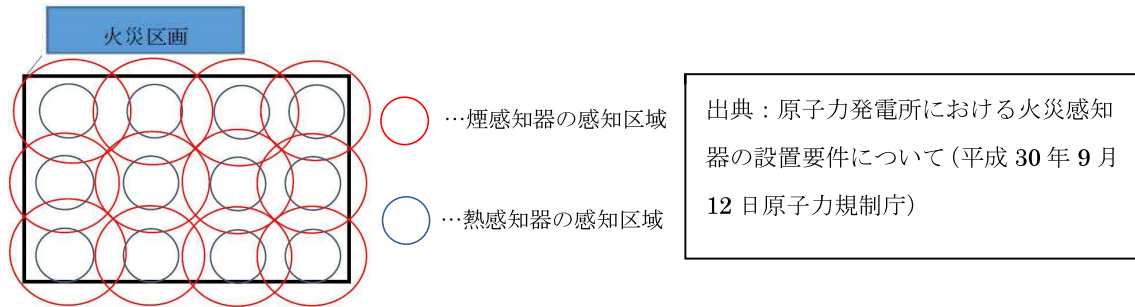 火災区画
…煙感知器の感知区域
…熱感知器の感知区域
出典：原子力発電所における火災感知
器の設置要件について（平成 30 年 9 月
12 日原子力規制庁）